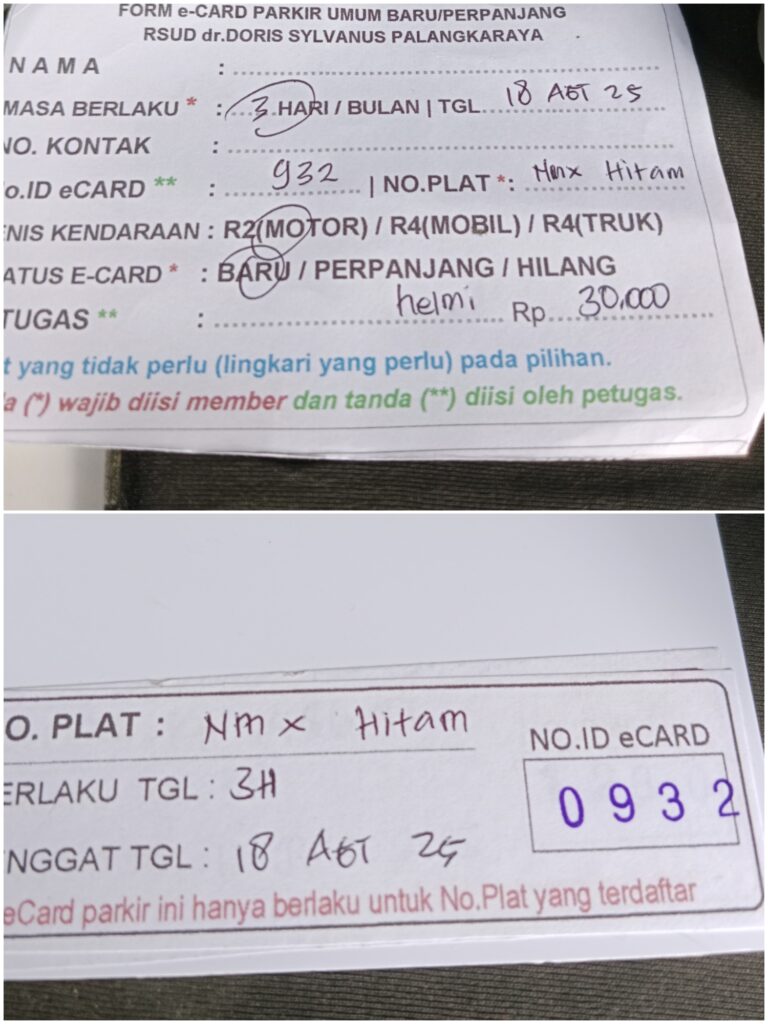 FORM e-CARD PARKIR UMUM BARU/PERPANJANG
RSUD dr.DORIS SYLVANUS PALANGKARAYA
NAMA :
MASA BERLAKU * : 3 HARI / BULAN | TGL 18 AGT 25
NO. KONTAK :
o.ID eCARD ** : 932 | NO.PLAT *: Nmx Hitam
NIS KENDARAAN : R2(MOTOR) / R4(MOBIL) / R4(TRUK)
ATUS E-CARD * : BARU / PERPANJANG / HILANG
TUGAS ** : helmi Rp 30.000
t yang tidak perlu (lingkari yang perlu) pada pilihan.
a (*) wajib diisi member dan tanda (**) diisi oleh petugas.
O. PLAT : Nmx Hitam
NO.ID eCARD
ERLAKU TGL : 3H
0932
NGGAT TGL : 18 AGT 25
eCard parkir ini hanya berlaku untuk No.Plat yang terdaftar